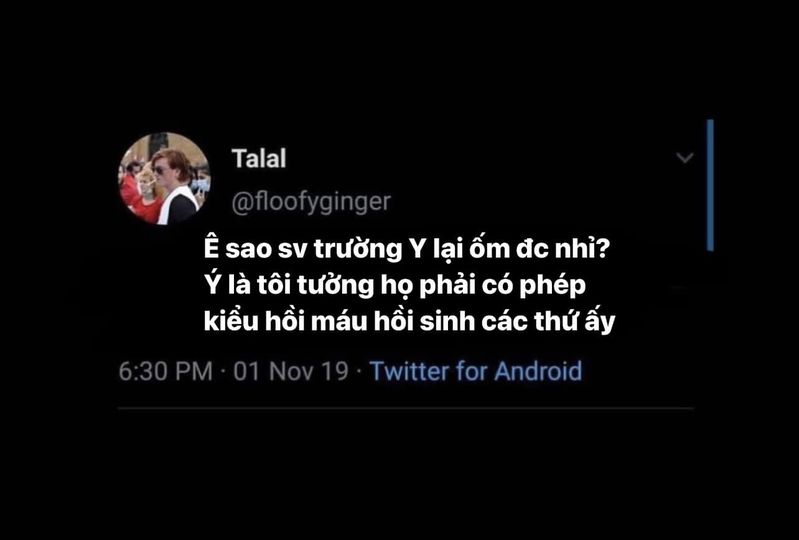 Talal
@floofyginger
Ê sao sv trường Y lại ốm đc nhỉ?
Ý là tôi tưởng họ phải có phép
kiểu hồi máu hồi sinh các thứ ấy
6:30 PM · 01 Nov 19 · Twitter for Android